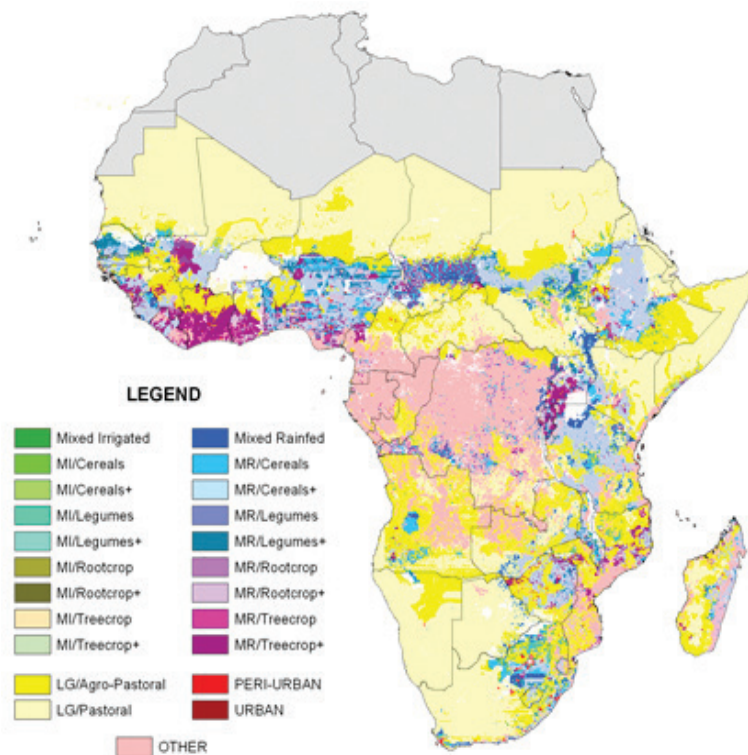 LEGEND
Mixed Irrigated
MI/Cereals
MI/Cereals+
MI/Legumes
MI/Legumes+
MI/Rootcrop
MI/Rootcrop+
MI/Treecrop
MI/Treecrop+
Mixed Rainfed
MR/Cereals
MR/Cereals+
MR/Legumes
MR/Legumes+
MR/Rootcrop
MR/Rootcrop+
MR/Treecrop
MR/Treecrop+
LG/Agro-Pastoral
LG/Pastoral
PERI-URBAN
URBAN
OTHER